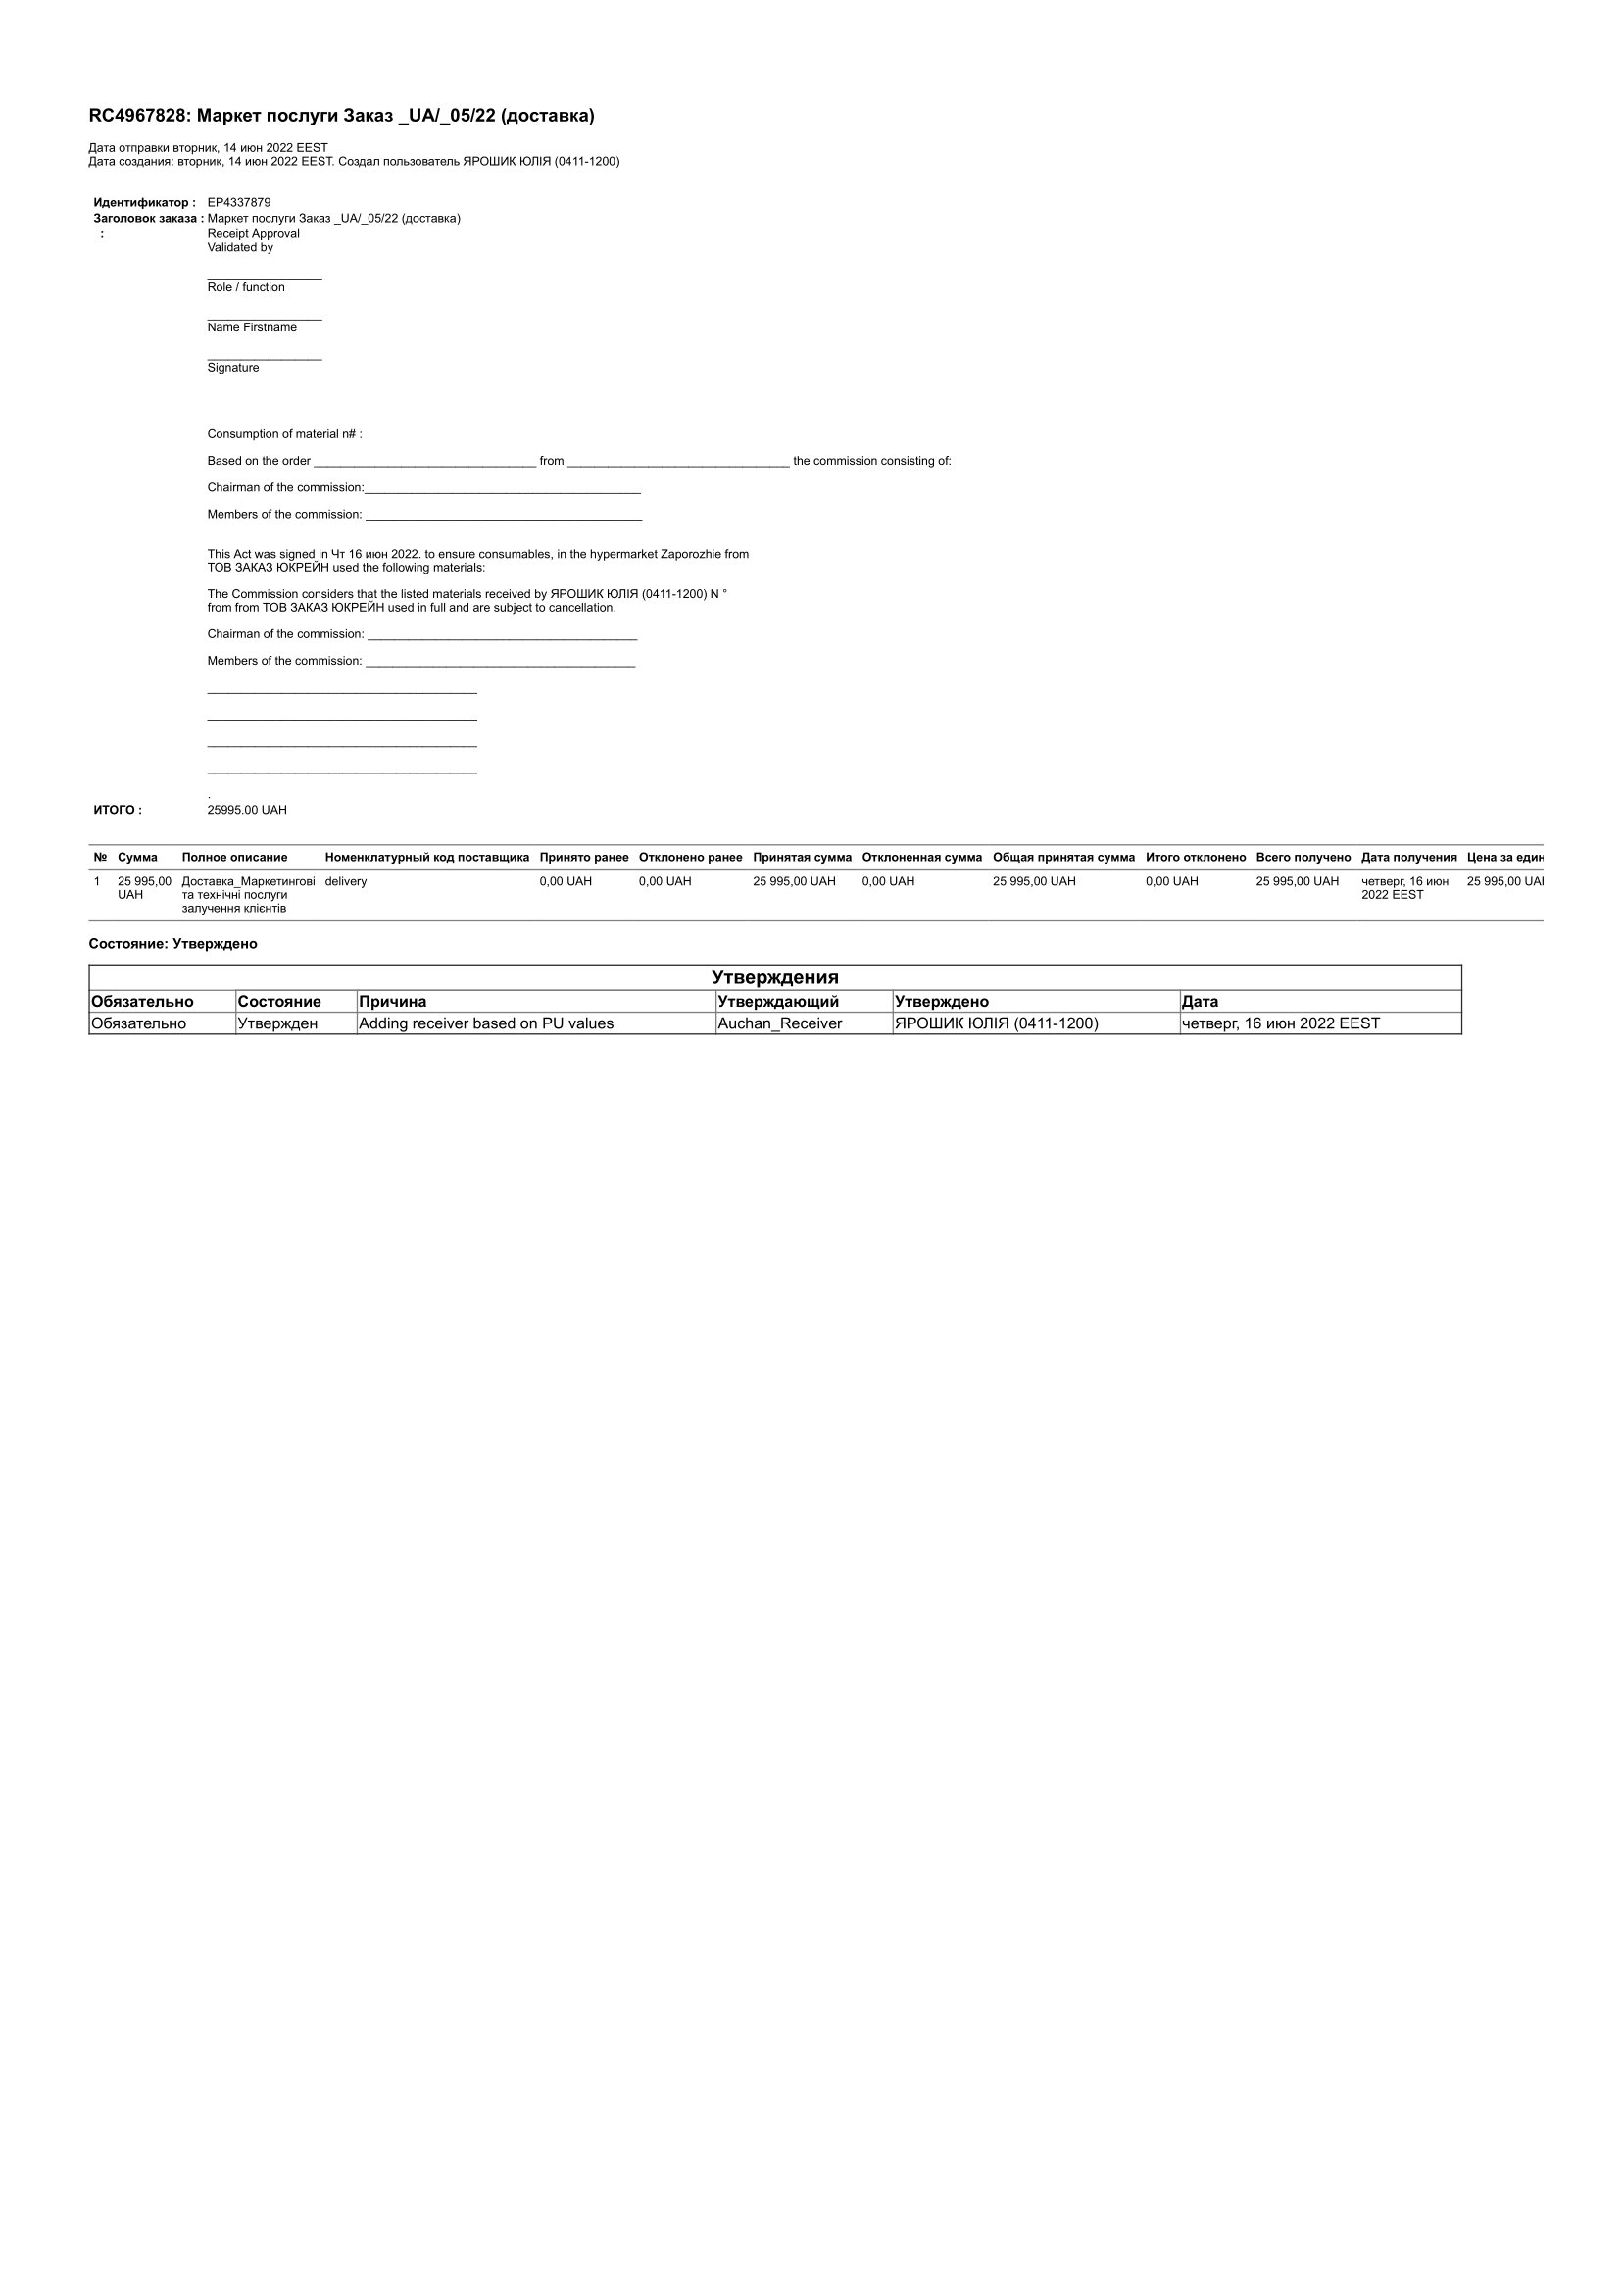 RC4967828: Маркет послуги Заказ _UA/_05/22 (доставка)
Дата отправки вторник, 14 июн 2022 EEST
Дата создания: вторник, 14 июн 2022 EEST. Создал пользователь ЯРОШИК ЮЛІЯ (0411-1200)
Идентификатор : EP4337879
Заголовок заказа : Маркет послуги Заказ _UA/_05/22 (доставка)
: Receipt Approval
Validated by
_________________
Role / function
_________________
Name Firstname
_________________
Signature
Consumption of material n# :
Based on the order _________________________________ from _________________________________ the commission consisting of:
Chairman of the commission:_________________________________________
Members of the commission: _________________________________________
This Act was signed in Чт 16 июн 2022. to ensure consumables, in the hypermarket Zaporozhie from
ТОВ ЗАКАЗ ЮКРЕЙН used the following materials:
The Commission considers that the listed materials received by ЯРОШИК ЮЛІЯ (0411-1200) N °
from from ТОВ ЗАКАЗ ЮКРЕЙН used in full and are subject to cancellation.
Chairman of the commission: ________________________________________
Members of the commission: ________________________________________
________________________________________
________________________________________
________________________________________
________________________________________
.
ИТОГО : 25995.00 UAH
№ Сумма Полное описание Номенклатурный код поставщика Принято ранее Отклонено ранее Принятая сумма Отклоненная сумма Общая принятая сумма Итого отклонено Всего получено Дата получения Цена за един
1 25 995,00 Доставка_Маркетингові delivery 0,00 UAH 0,00 UAH 25 995,00 UAH 0,00 UAH 25 995,00 UAH 0,00 UAH 25 995,00 UAH четверг, 16 июн 25 995,00 UAH
UAH та технічні послуги 2022 EEST
залучення клієнтів
Состояние: Утверждено
Утверждения
Обязательно Состояние Причина Утверждающий Утверждено Дата
Обязательно Утвержден Adding receiver based on PU values Auchan_Receiver ЯРОШИК ЮЛІЯ (0411-1200) четверг, 16 июн 2022 EEST